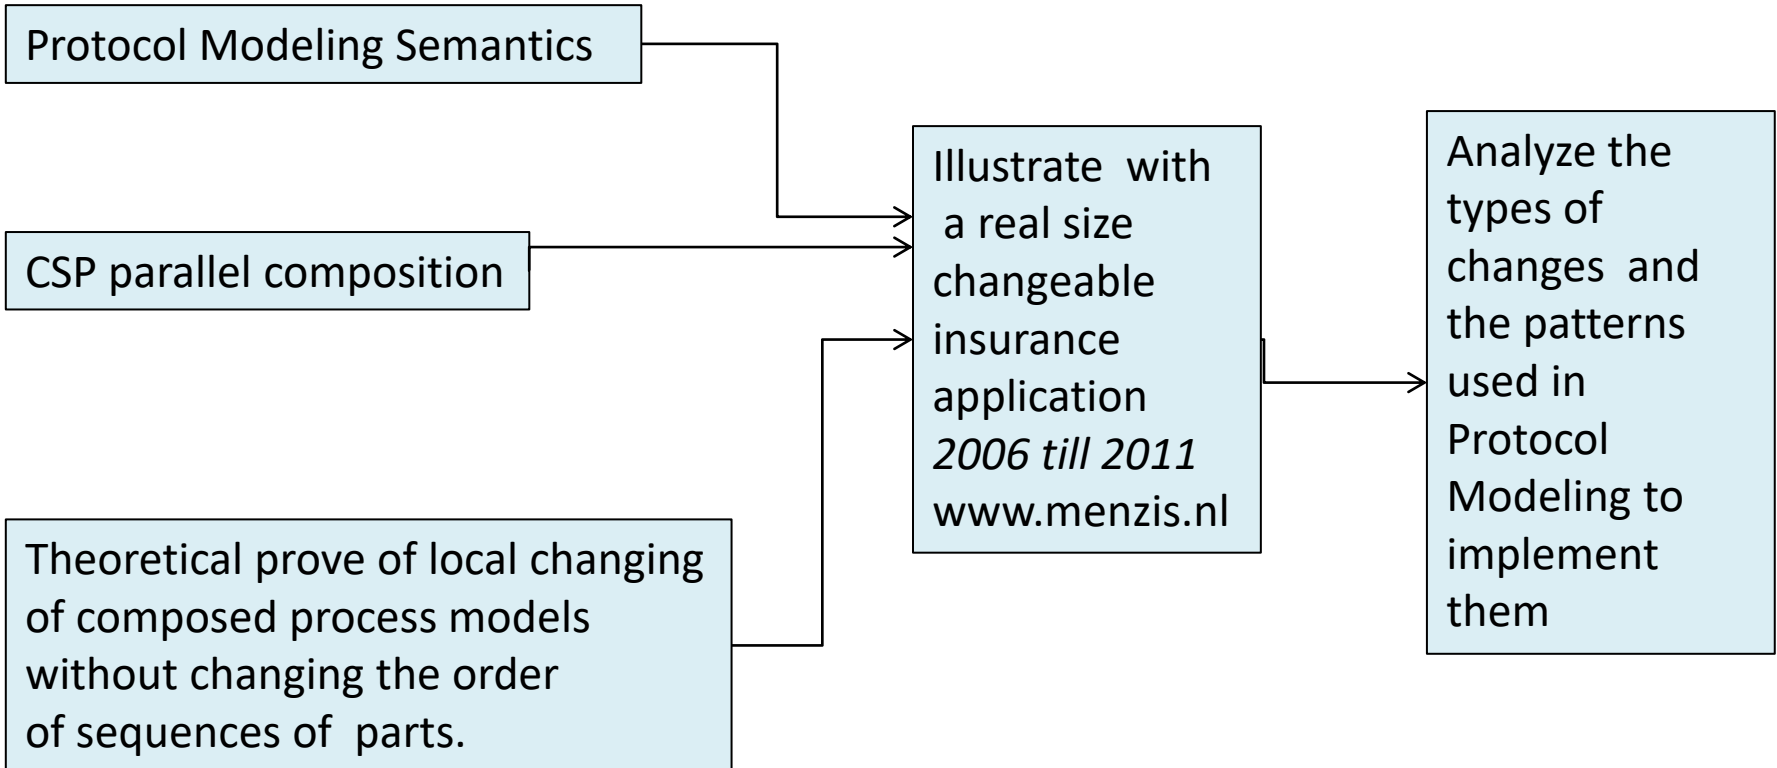 Protocol Modeling Semantics
CSP parallel composition
Theoretical prove of local changing
of composed process models
without changing the order
of sequences of parts.
Illustrate with
a real size
changeable
insurance
application
2006 till 2011
www.menzis.nl
Analyze the
types of
changes and
the patterns
used in
Protocol
Modeling to
implement
them